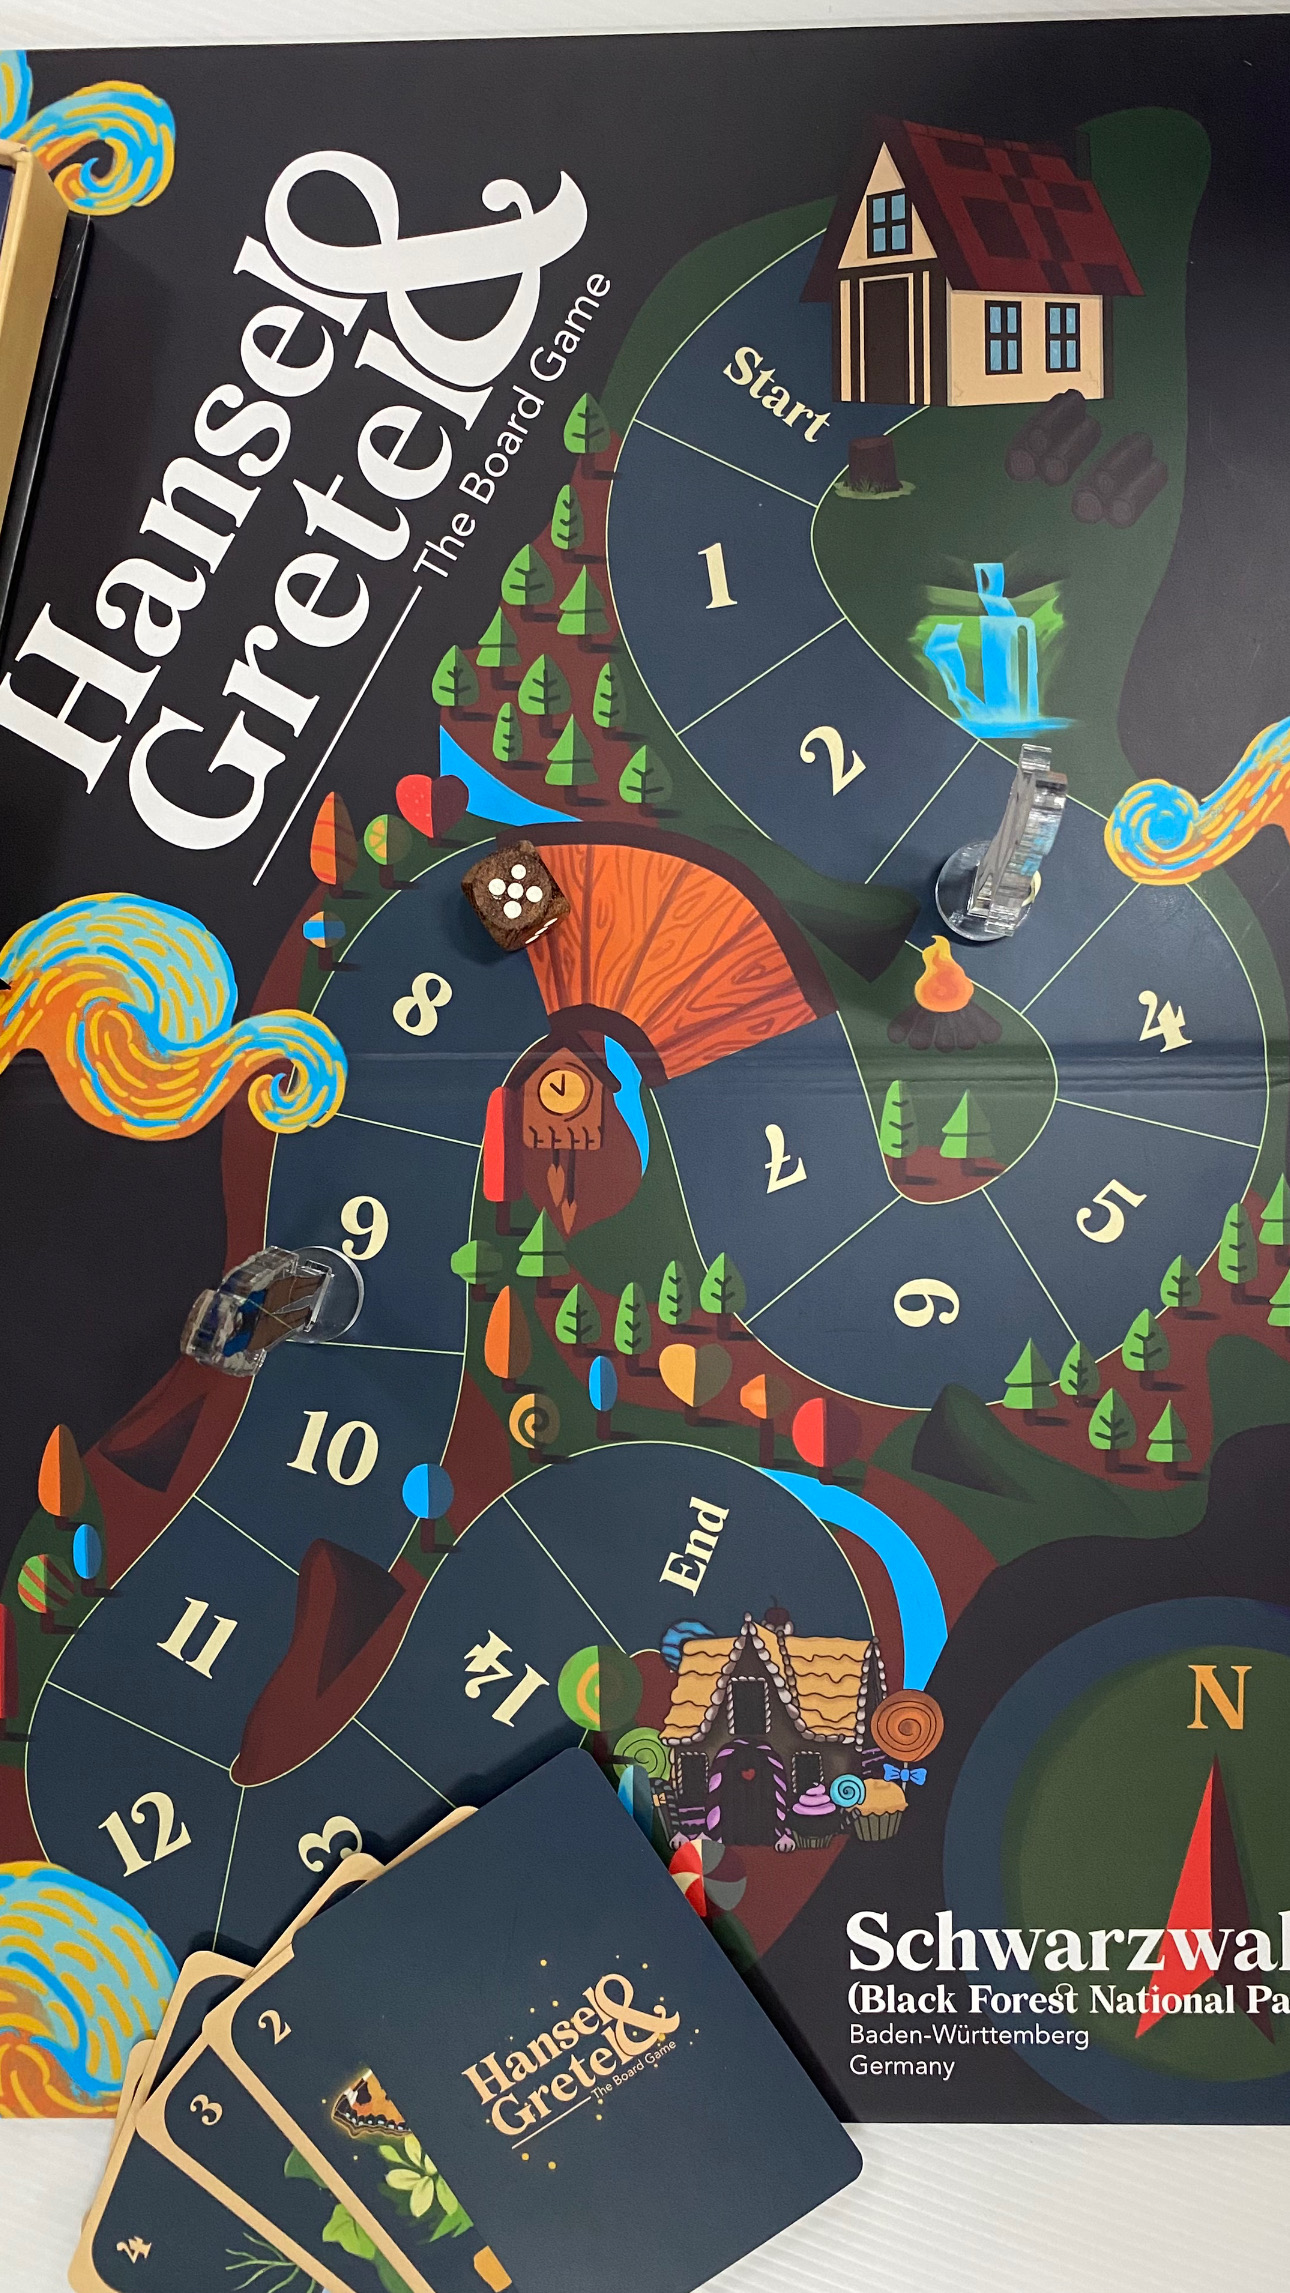 Hansel &
Gretel
The Board Game
Start
1
2
4
5
6
7
8
9
10
11
12
3
14
End
N
Schwarzwal
(Black Forest National Pa
Baden-Württemberg
Germany
2
3
4
Hansel &
Gretel
The Board Game